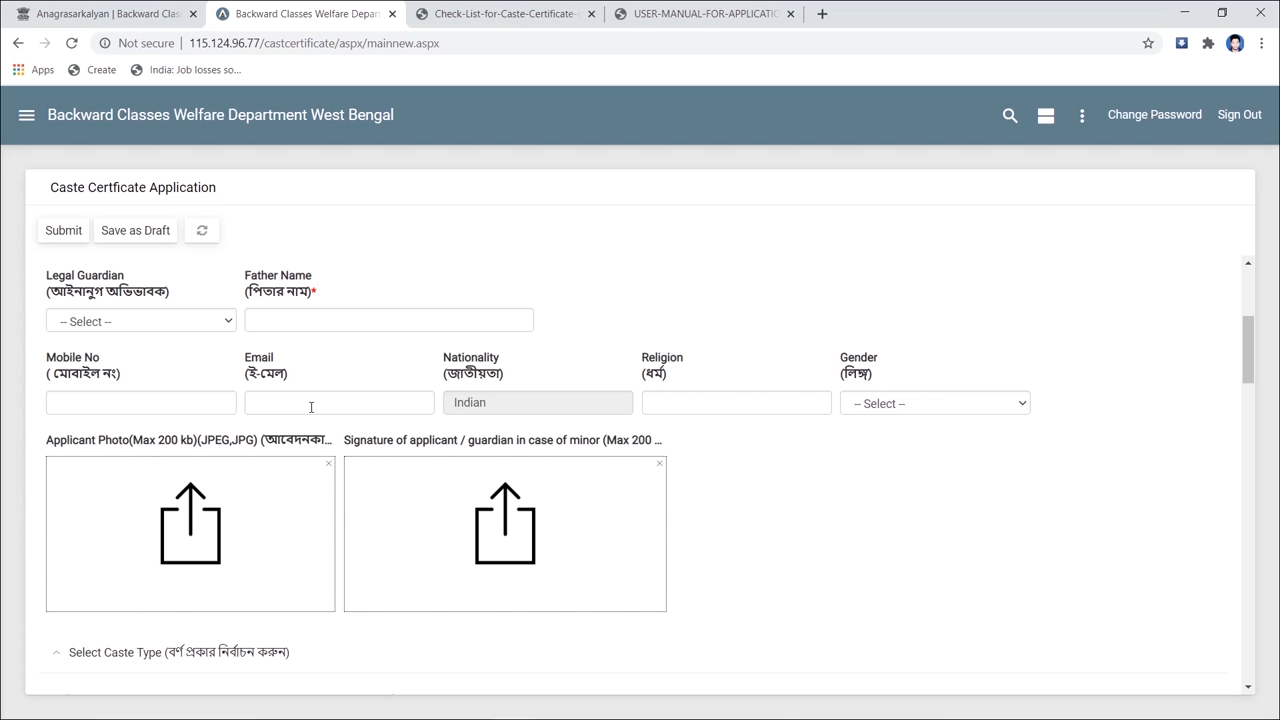 Anagrasarkalyan | Backward Clas
Backward Classes Welfare Depart
Check-List-for-Caste-Certificate-
USER-MANUAL-FOR-APPLICATIO
Not secure | 115.124.96.77/castcertificate/aspx/mainnew.aspx
Apps Create India: Job losses so...
Backward Classes Welfare Department West Bengal
Change Password Sign Out
Caste Certficate Application
Submit Save as Draft
Legal Guardian Father Name
(আইনানুগ অভিভাবক) (পিতার নাম)*
-- Select --
Mobile No Email Nationality Religion Gender
( মোবাইল নং) (ই-মেল) (জাতীয়তা) (ধর্ম) (লিঙ্গ)
Indian -- Select --
Applicant Photo(Max 200 kb)(JPEG,JPG) (আবেদনকা... Signature of applicant / guardian in case of minor (Max 200 ...
Select Caste Type (বর্ণ প্রকার নির্বাচন করুন)